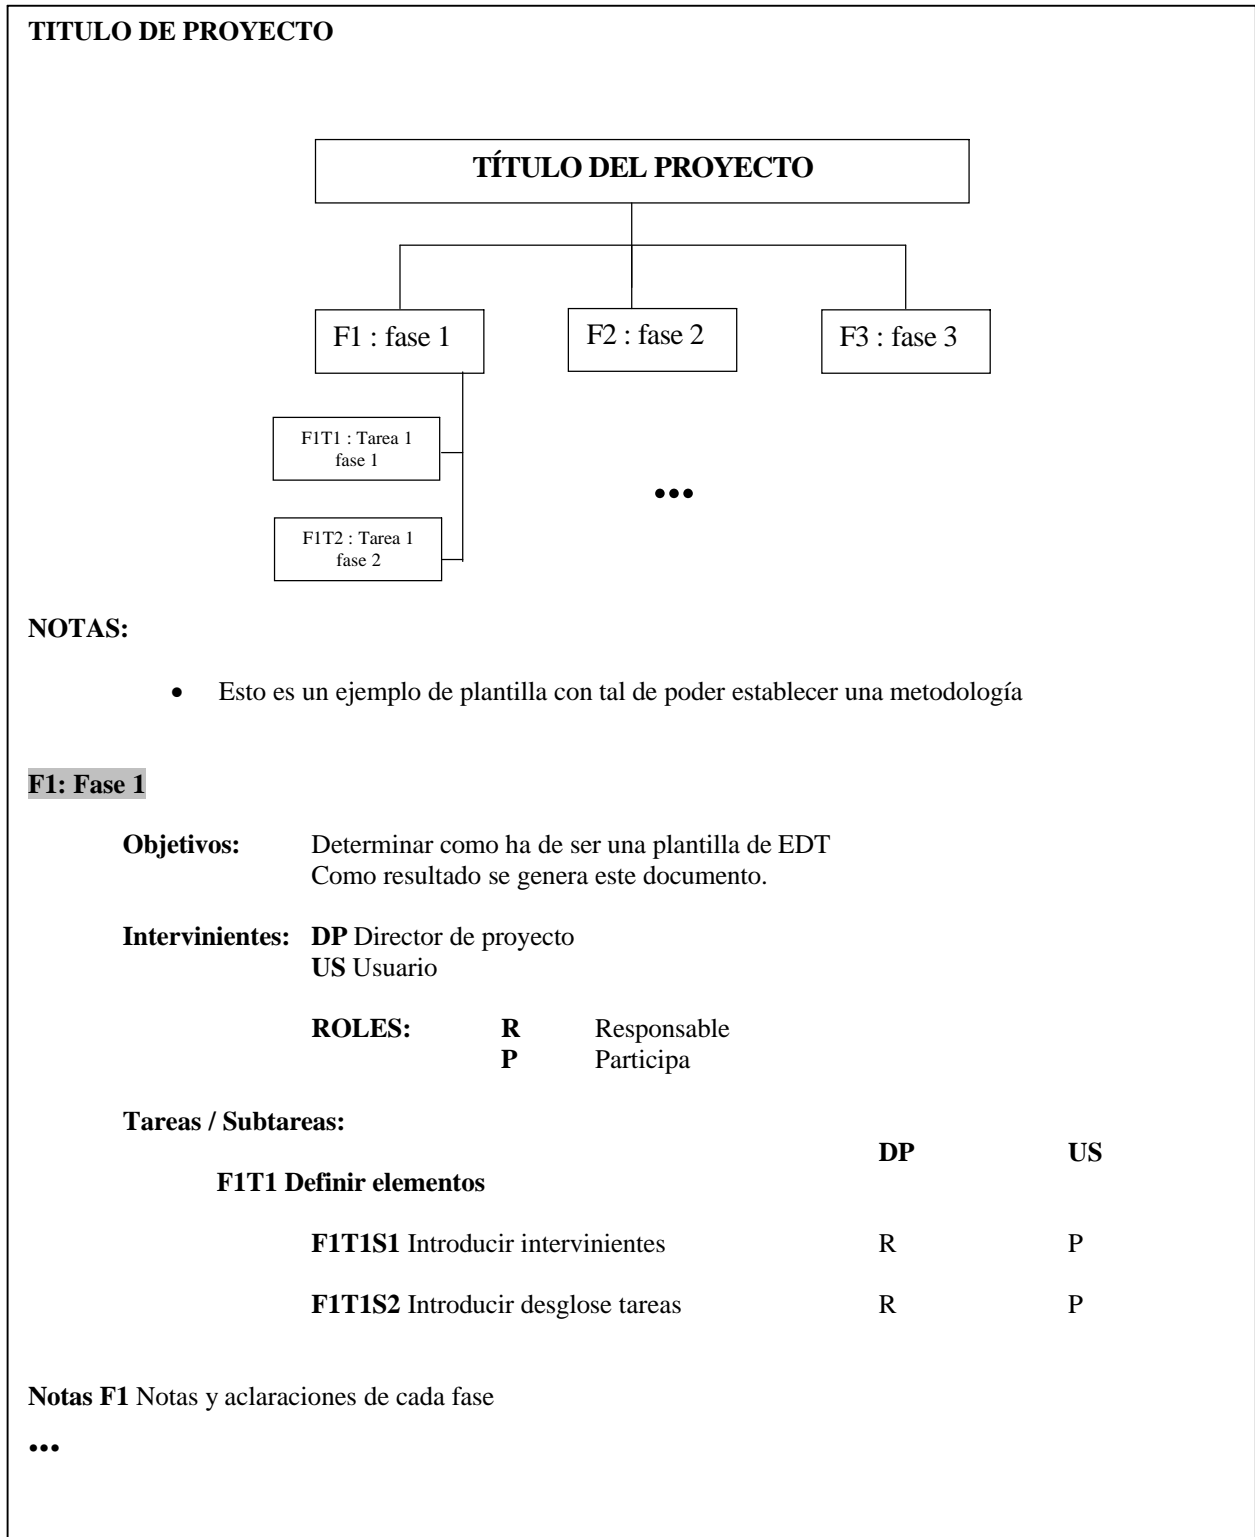 TITULO DE PROYECTO
TÍTULO DEL PROYECTO
F1 : fase 1
F2 : fase 2
F3 : fase 3
F1T1 : Tarea 1
fase 1
•••
F1T2 : Tarea 1
fase 2
NOTAS:
• Esto es un ejemplo de plantilla con tal de poder establecer una metodología
F1: Fase 1
Objetivos: Determinar como ha de ser una plantilla de EDT
Como resultado se genera este documento.
Intervinientes: DP Director de proyecto
US Usuario
ROLES: R Responsable
P Participa
Tareas / Subtareas:
DP US
F1T1 Definir elementos
F1T1S1 Introducir intervinientes R P
F1T1S2 Introducir desglose tareas R P
Notas F1 Notas y aclaraciones de cada fase
•••